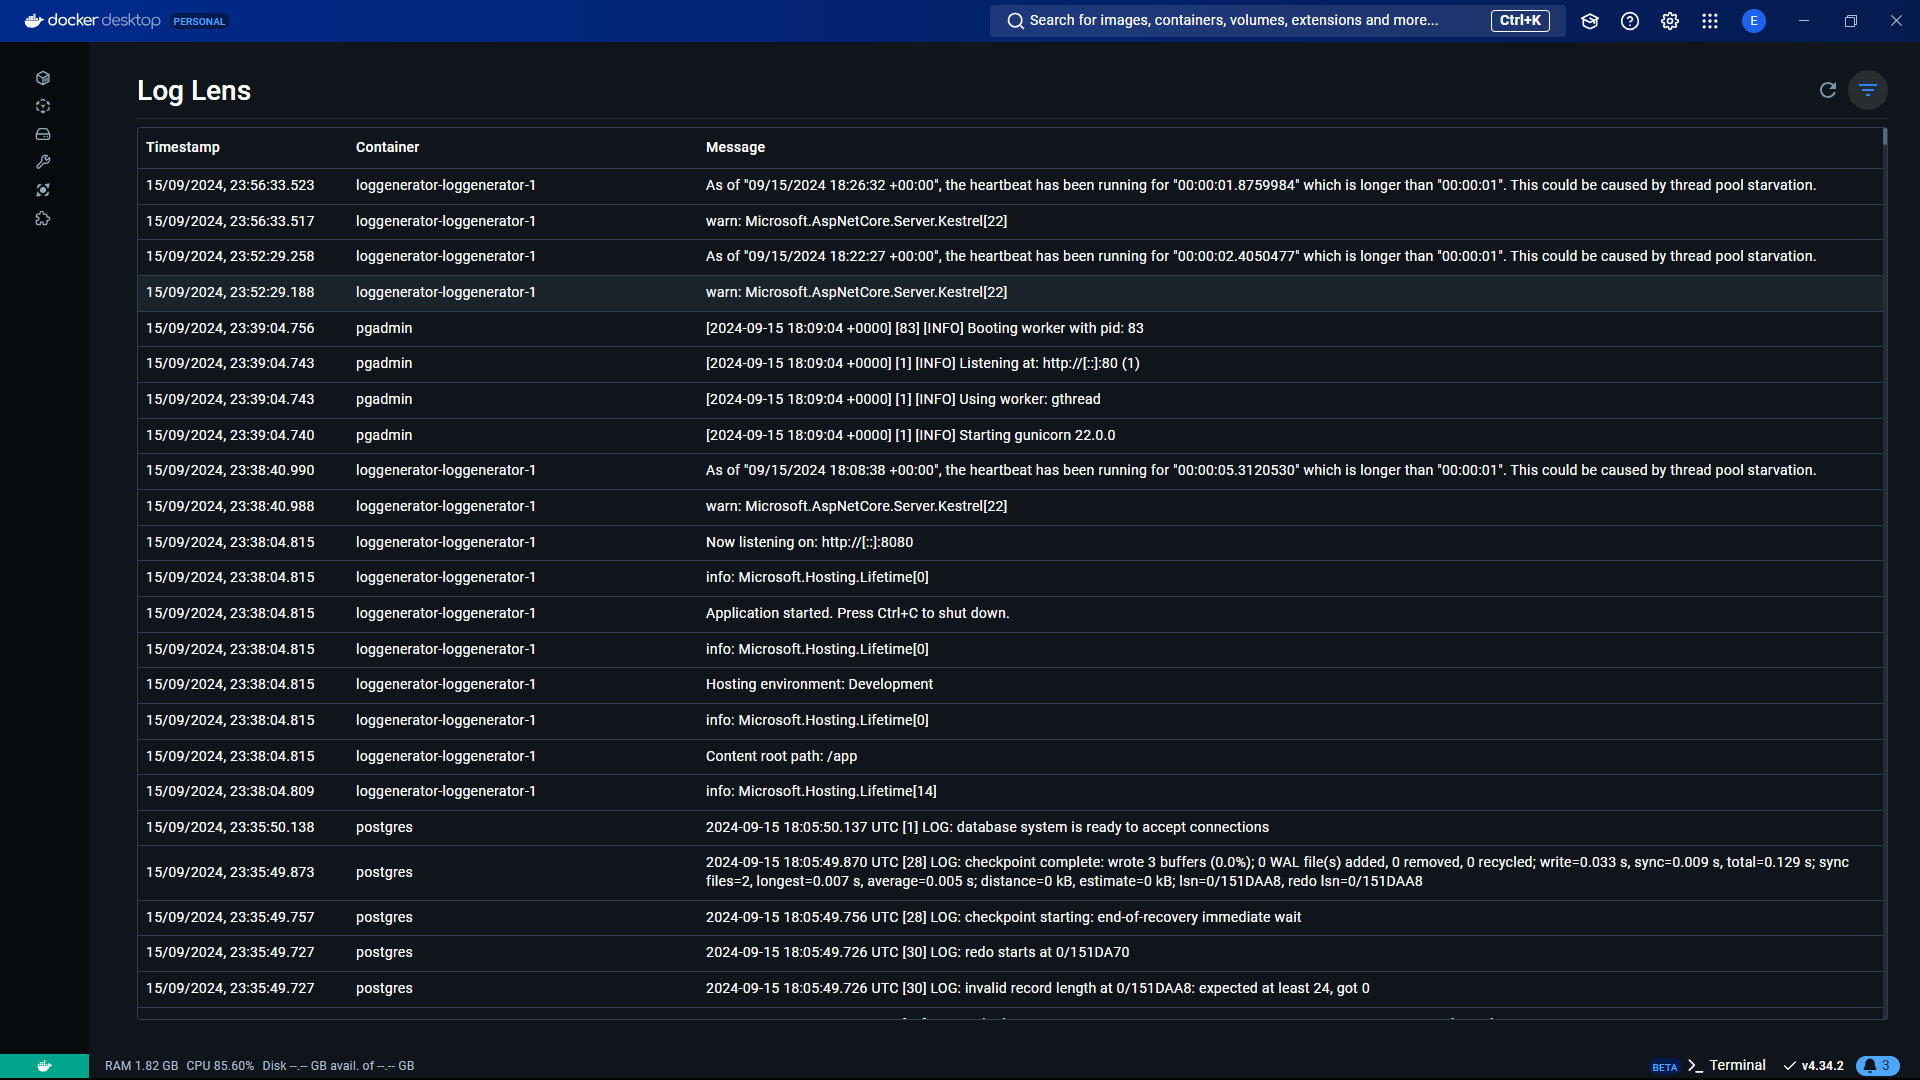 docker desktop PERSONAL
Search for images, containers, volumes, extensions and more... Ctrl+K
E
Log Lens
Timestamp Container Message
15/09/2024, 23:56:33.523 loggenerator-loggenerator-1 As of "09/15/2024 18:26:32 +00:00", the heartbeat has been running for "00:00:01.8759984" which is longer than "00:00:01". This could be caused by thread pool starvation.
15/09/2024, 23:56:33.517 loggenerator-loggenerator-1 warn: Microsoft.AspNetCore.Server.Kestrel[22]
15/09/2024, 23:52:29.258 loggenerator-loggenerator-1 As of "09/15/2024 18:22:27 +00:00", the heartbeat has been running for "00:00:02.4050477" which is longer than "00:00:01". This could be caused by thread pool starvation.
15/09/2024, 23:52:29.188 loggenerator-loggenerator-1 warn: Microsoft.AspNetCore.Server.Kestrel[22]
15/09/2024, 23:39:04.756 pgadmin [2024-09-15 18:09:04 +0000] [83] [INFO] Booting worker with pid: 83
15/09/2024, 23:39:04.743 pgadmin [2024-09-15 18:09:04 +0000] [1] [INFO] Listening at: http://[::]:80 (1)
15/09/2024, 23:39:04.743 pgadmin [2024-09-15 18:09:04 +0000] [1] [INFO] Using worker: gthread
15/09/2024, 23:39:04.740 pgadmin [2024-09-15 18:09:04 +0000] [1] [INFO] Starting gunicorn 22.0.0
15/09/2024, 23:38:40.990 loggenerator-loggenerator-1 As of "09/15/2024 18:08:38 +00:00", the heartbeat has been running for "00:00:05.3120530" which is longer than "00:00:01". This could be caused by thread pool starvation.
15/09/2024, 23:38:40.988 loggenerator-loggenerator-1 warn: Microsoft.AspNetCore.Server.Kestrel[22]
15/09/2024, 23:38:04.815 loggenerator-loggenerator-1 Now listening on: http://[::]:8080
15/09/2024, 23:38:04.815 loggenerator-loggenerator-1 info: Microsoft.Hosting.Lifetime[0]
15/09/2024, 23:38:04.815 loggenerator-loggenerator-1 Application started. Press Ctrl+C to shut down.
15/09/2024, 23:38:04.815 loggenerator-loggenerator-1 info: Microsoft.Hosting.Lifetime[0]
15/09/2024, 23:38:04.815 loggenerator-loggenerator-1 Hosting environment: Development
15/09/2024, 23:38:04.815 loggenerator-loggenerator-1 info: Microsoft.Hosting.Lifetime[0]
15/09/2024, 23:38:04.815 loggenerator-loggenerator-1 Content root path: /app
15/09/2024, 23:38:04.809 loggenerator-loggenerator-1 info: Microsoft.Hosting.Lifetime[14]
15/09/2024, 23:35:50.138 postgres 2024-09-15 18:05:50.137 UTC [1] LOG: database system is ready to accept connections
15/09/2024, 23:35:49.873 postgres 2024-09-15 18:05:49.870 UTC [28] LOG: checkpoint complete: wrote 3 buffers (0.0%); 0 WAL file(s) added, 0 removed, 0 recycled; write=0.033 s, sync=0.009 s, total=0.129 s; sync
files=2, longest=0.007 s, average=0.005 s; distance=0 kB, estimate=0 kB; lsn=0/151DAA8, redo lsn=0/151DAA8
15/09/2024, 23:35:49.757 postgres 2024-09-15 18:05:49.756 UTC [28] LOG: checkpoint starting: end-of-recovery immediate wait
15/09/2024, 23:35:49.727 postgres 2024-09-15 18:05:49.726 UTC [30] LOG: redo starts at 0/151DA70
15/09/2024, 23:35:49.727 postgres 2024-09-15 18:05:49.726 UTC [30] LOG: invalid record length at 0/151DAA8: expected at least 24, got 0
RAM 1.82 GB CPU 85.60% Disk --.-- GB avail. of --.-- GB
BETA >_ Terminal v4.34.2 3